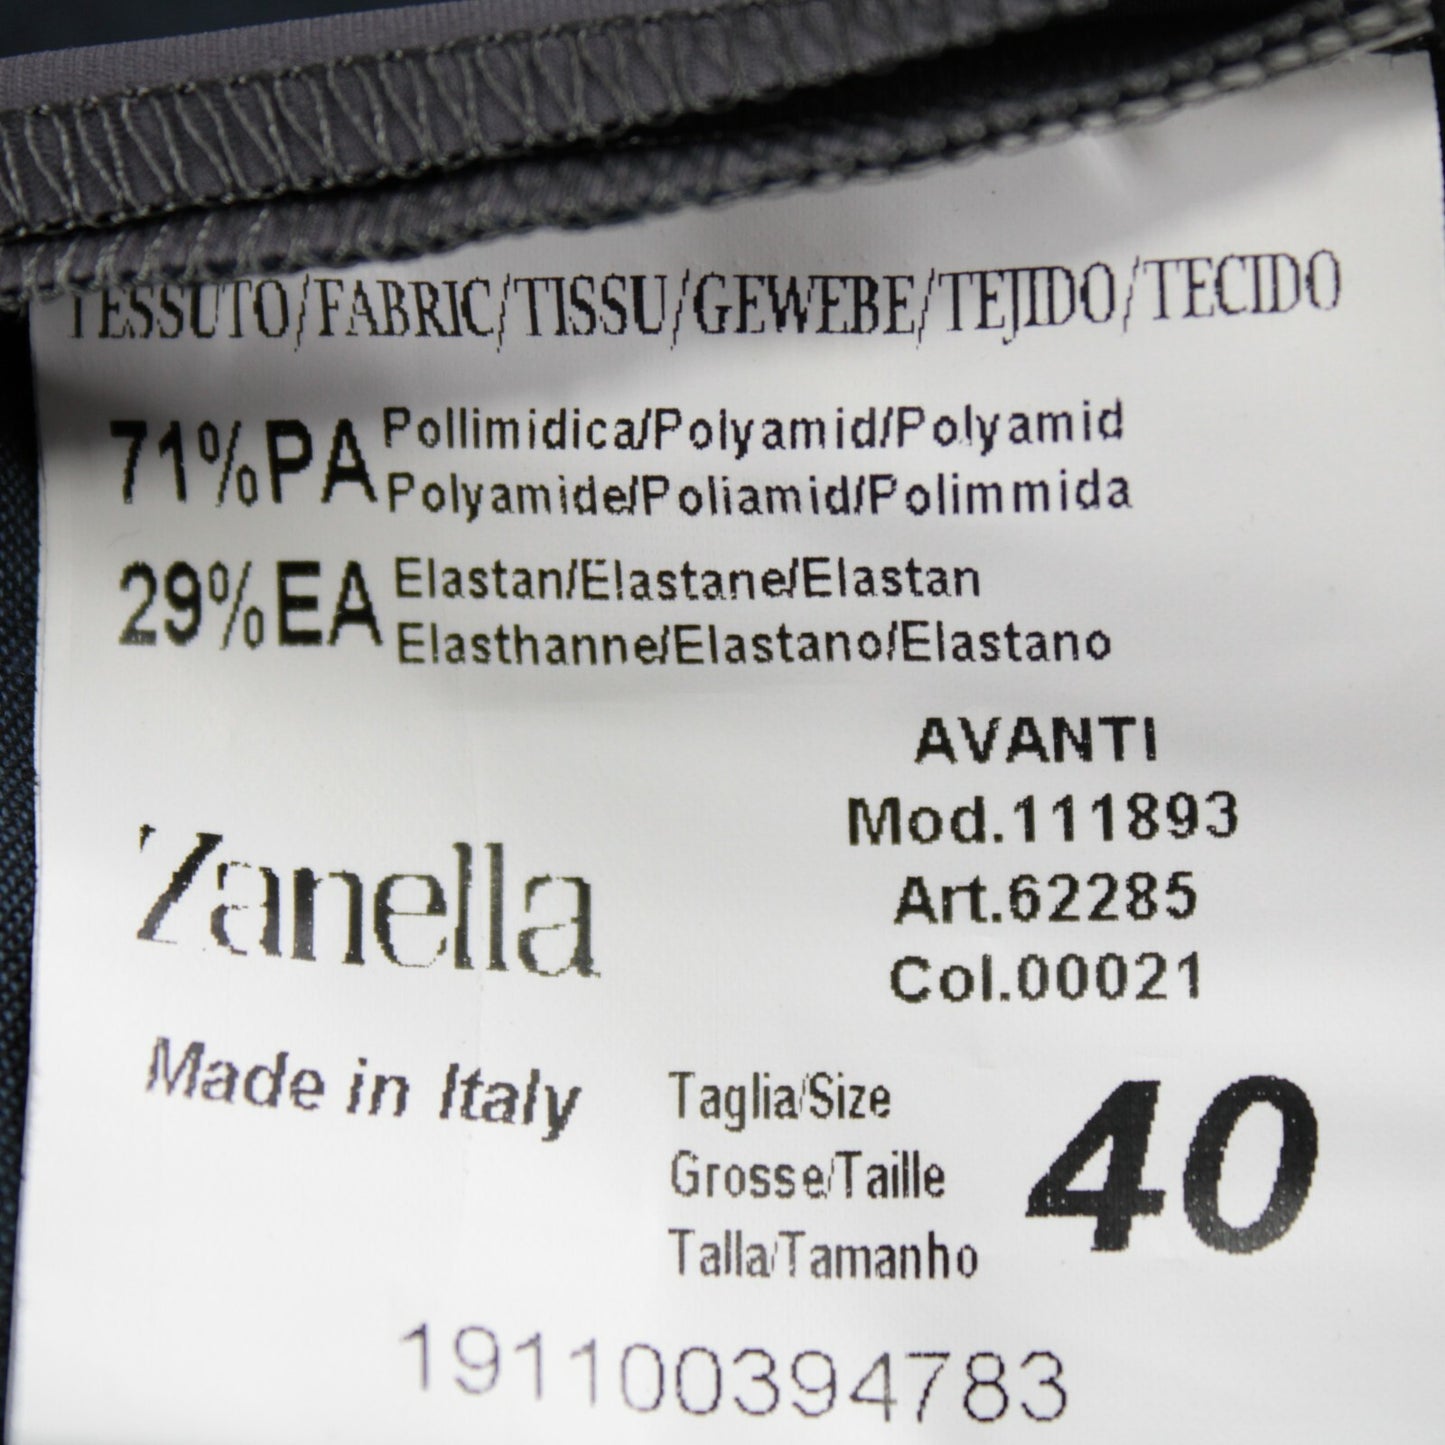 TESSUTO/FABRIC/TISSU/GEWEBE/TEJIDO/TECIDO
71%PA Pollimidica/Polyamid/Polyamid
Polyamide/Poliamid/Polimmida
29%EA Elastan/Elastane/Elastan
Elasthanne/Elastano/Elastano
AVANTI
Mod.111893
Art.62285
Col.00021
Zanella
Made in Italy
Taglia/Size
Grosse/Taille
Talla/Tamanho
40
191100394783